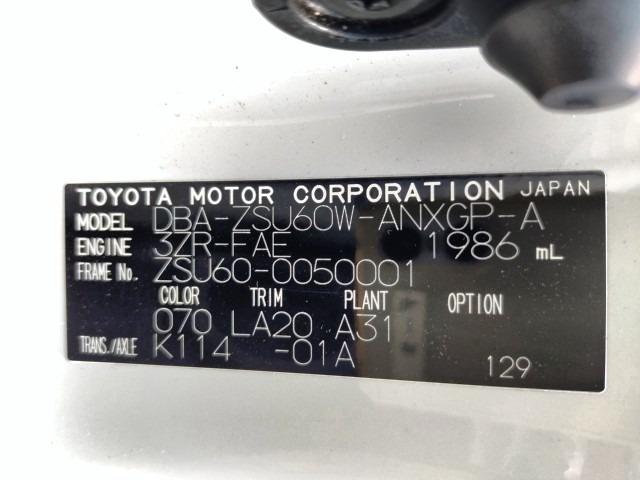 TOYOTA MOTOR CORPORATION JAPAN
MODEL DBA-ZSU60W-ANXGP-A
ENGINE 3ZR-FAE 1986 mL
FRAME No. ZSU60-0050001
COLOR TRIM PLANT OPTION
070 LA20 A31
TRANS./AXLE K114 -01A
129